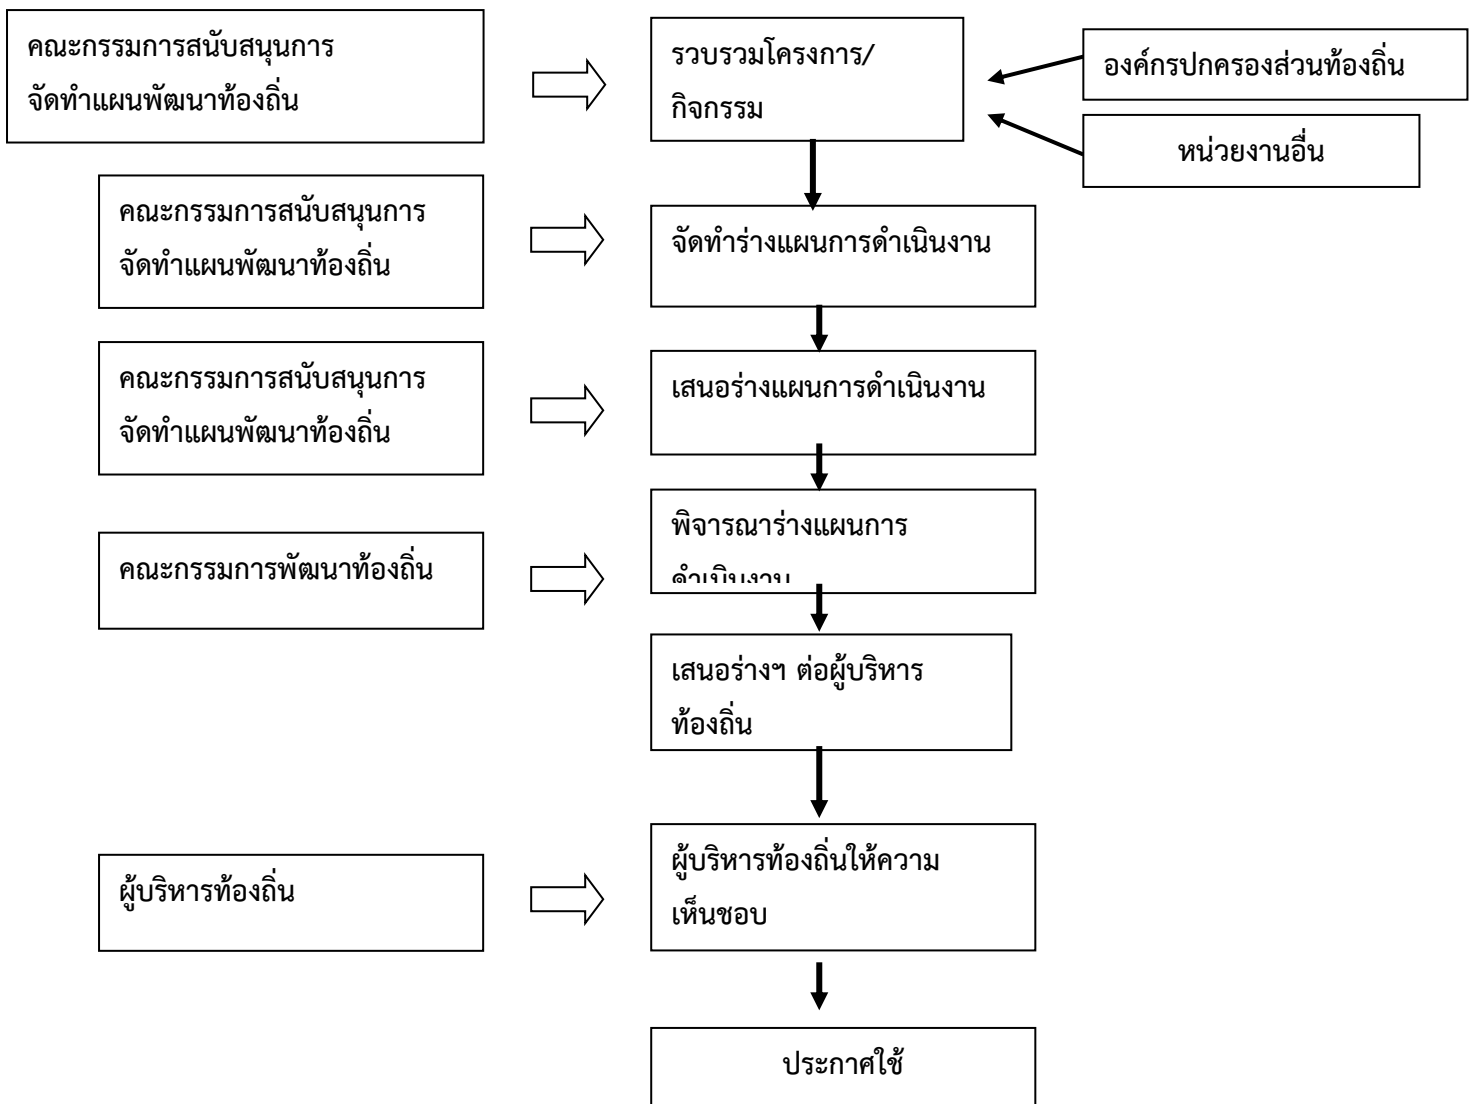 คณะกรรมการสนับสนุนการ
จัดทำแผนพัฒนาท้องถิ่น
รวบรวมโครงการ/
กิจกรรม
องค์กรปกครองส่วนท้องถิ่น
หน่วยงานอื่น
คณะกรรมการสนับสนุนการ
จัดทำแผนพัฒนาท้องถิ่น
จัดทำร่างแผนการดำเนินงาน
คณะกรรมการสนับสนุนการ
จัดทำแผนพัฒนาท้องถิ่น
เสนอร่างแผนการดำเนินงาน
คณะกรรมการพัฒนาท้องถิ่น
พิจารณาร่างแผนการ
ดำเนินงาน
เสนอร่างฯ ต่อผู้บริหาร
ท้องถิ่น
ผู้บริหารท้องถิ่น
ผู้บริหารท้องถิ่นให้ความ
เห็นชอบ
ประกาศใช้